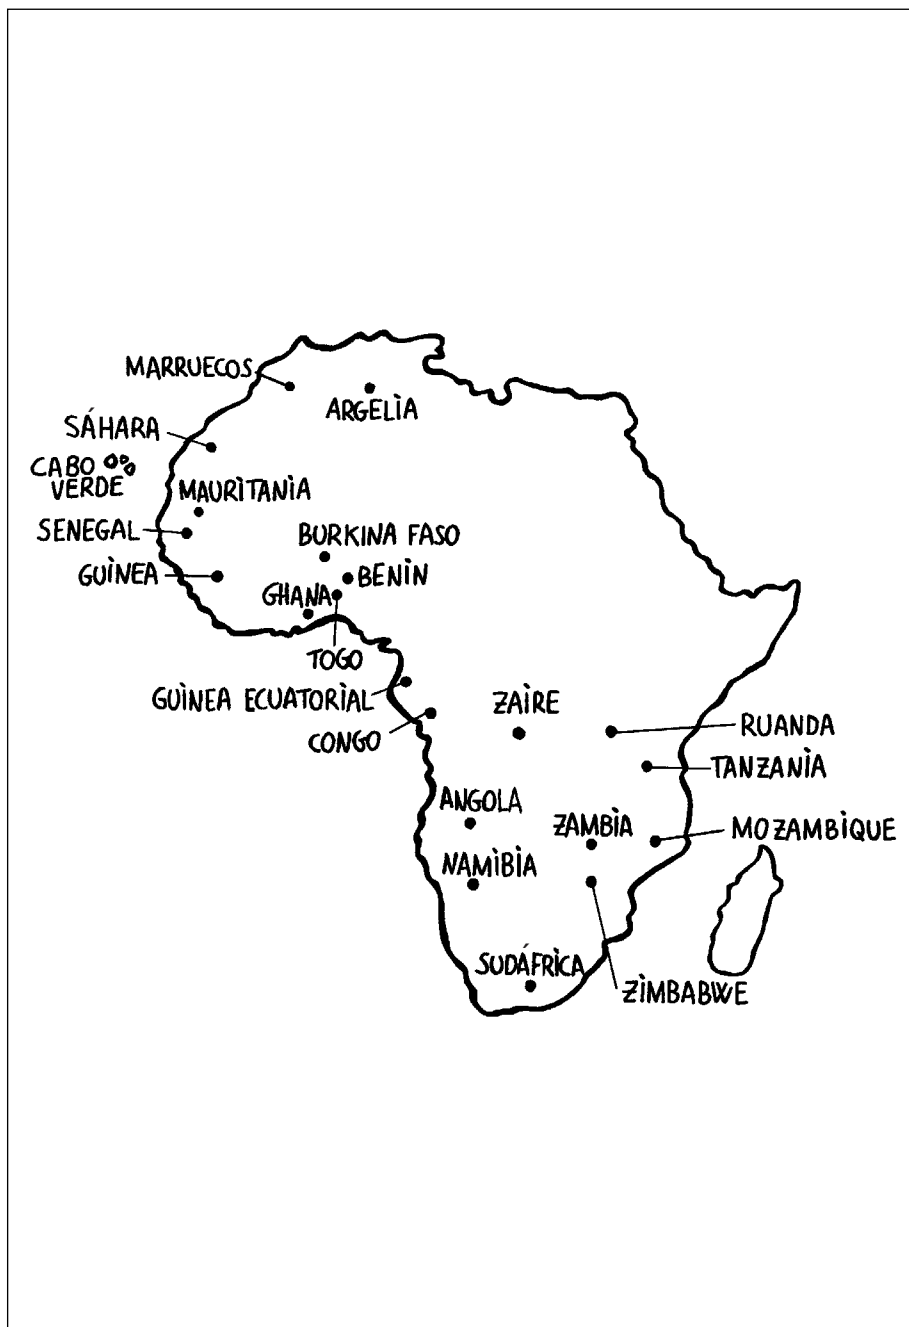 MARRUECOS
ARGELIA
SÁHARA
CABO
VERDE
MAURITANIA
SENEGAL
BURKINA FASO
GUINEA
BENIN
GHANA
TOGO
GUINEA ECUATORIAL
ZAIRE
CONGO
RUANDA
TANZANIA
ANGOLA
ZAMBIA
MOZAMBIQUE
NAMIBIA
SUDÁFRICA
ZIMBABWE